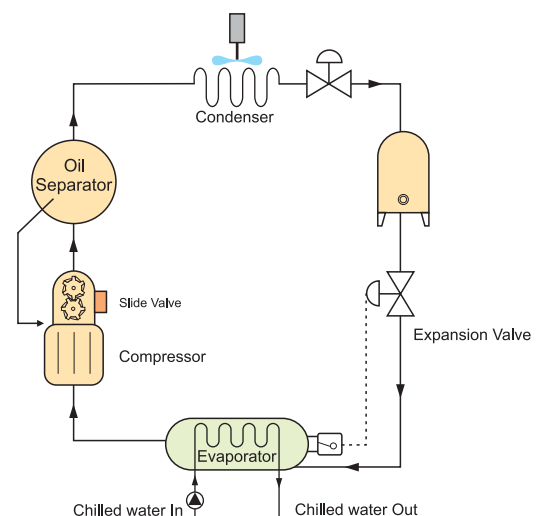 Condenser
Oil
Separator
Slide Valve
Expansion Valve
Compressor
Evaporator
Chilled water In
Chilled water Out